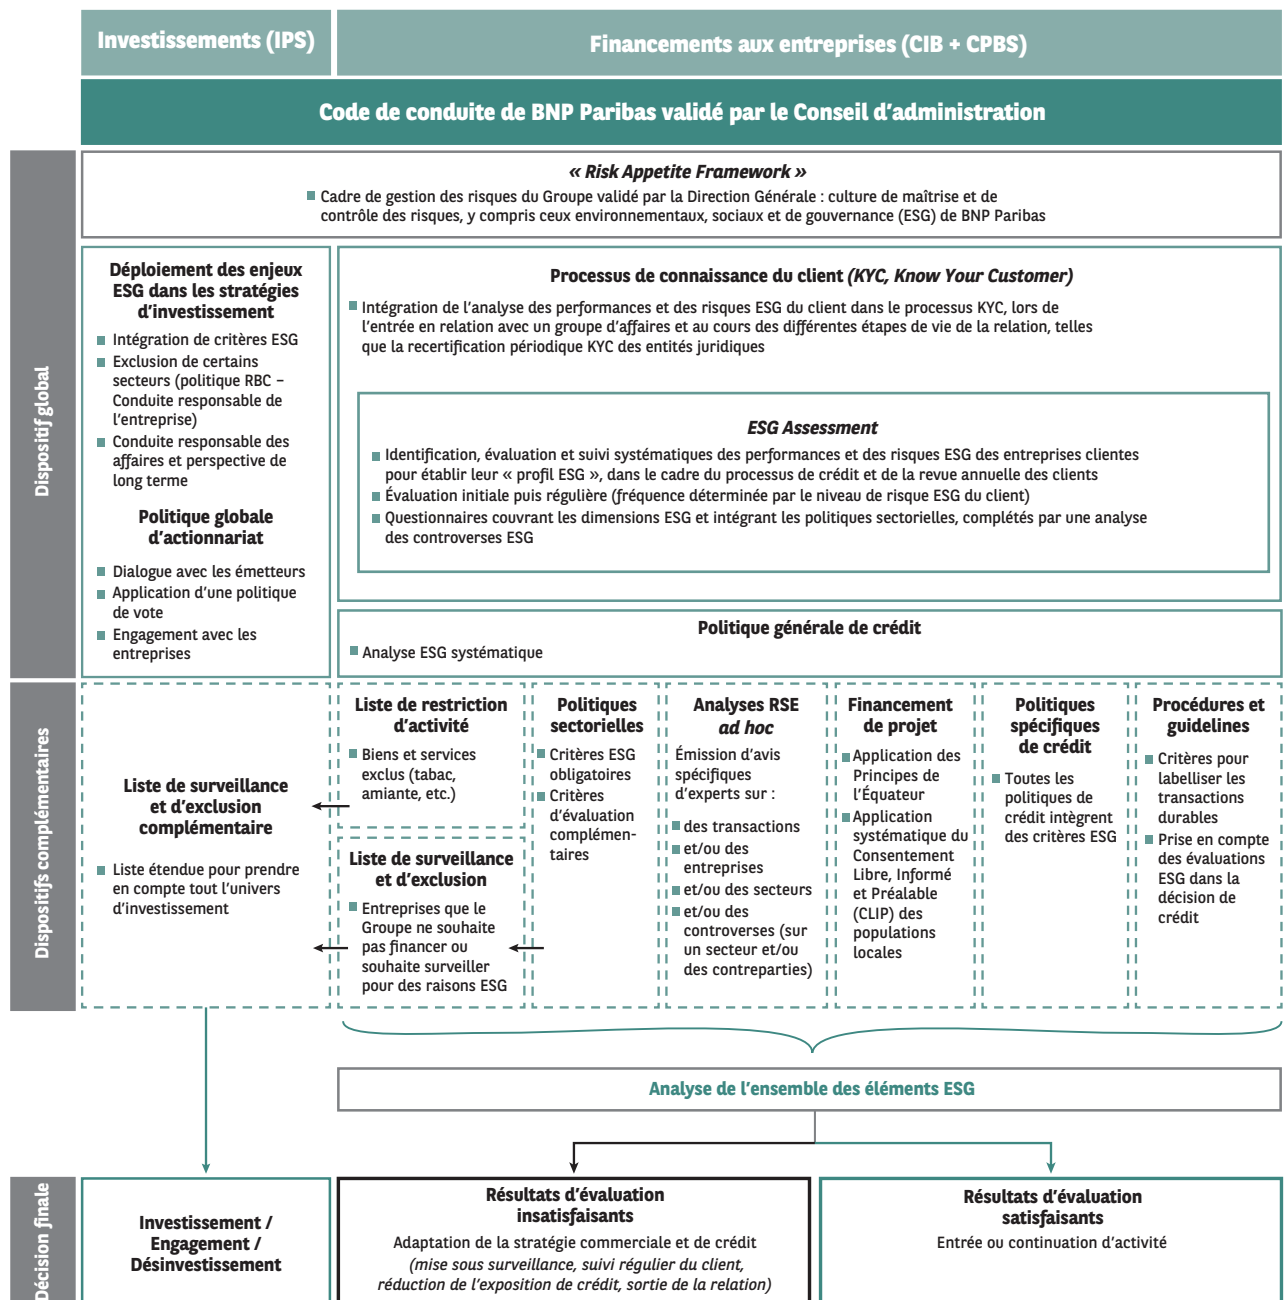 Investissements (IPS)
Financements aux entreprises (CIB + CPBS)
Code de conduite de BNP Paribas validé par le Conseil d'administration
Dispositif global
« Risk Appetite Framework »
Cadre de gestion des risques du Groupe validé par la Direction Générale : culture de maîtrise et de
contrôle des risques, y compris ceux environnementaux, sociaux et de gouvernance (ESG) de BNP Paribas
Déploiement des enjeux
ESG dans les stratégies
d'investissement
Intégration de critères ESG
Exclusion de certains
secteurs (politique RBC –
Conduite responsable de
l'entreprise)
Conduite responsable des
affaires et perspective de
long terme
Politique globale
d'actionnariat
Dialogue avec les émetteurs
Application d'une politique
de vote
Engagement avec les
entreprises
Processus de connaissance du client (KYC, Know Your Customer)
Intégration de l'analyse des performances et des risques ESG du client dans le processus KYC, lors de
l'entrée en relation avec un groupe d'affaires et au cours des différentes étapes de vie de la relation, telles
que la recertification périodique KYC des entités juridiques
ESG Assessment
Identification, évaluation et suivi systématiques des performances et des risques ESG des entreprises clientes
pour établir leur « profil ESG », dans le cadre du processus de crédit et de la revue annuelle des clients
Évaluation initiale puis régulière (fréquence déterminée par le niveau de risque ESG du client)
Questionnaires couvrant les dimensions ESG et intégrant les politiques sectorielles, complétés par une analyse
des controverses ESG
Politique générale de crédit
Analyse ESG systématique
Dispositifs complémentaires
Liste de surveillance
et d'exclusion
complémentaire
Liste étendue pour prendre
en compte tout l'univers
d'investissement
Liste de restriction
d'activité
Biens et services
exclus (tabac,
amiante, etc.)
Liste de surveillance
et d'exclusion
Entreprises que le
Groupe ne souhaite
pas financer ou
souhaite surveiller
pour des raisons ESG
Politiques
sectorielles
Critères ESG
obligatoires
Critères
d'évaluation
complémen-
taires
Analyses RSE
ad hoc
Émission d'avis
spécifiques
d'experts sur :
des transactions
et/ou des
entreprises
et/ou des secteurs
et/ou des
controverses (sur
un secteur et/ou
des contreparties)
Financement
de projet
Application des
Principes de
l'Équateur
Application
systématique du
Consentement
Libre, Informé
et Préalable
(CLIP) des
populations
locales
Politiques
spécifiques
de crédit
Toutes les
politiques de
crédit intègrent
des critères ESG
Procédures et
guidelines
Critères pour
labelliser les
transactions
durables
Prise en compte
des évaluations
ESG dans la
décision de
crédit
Analyse de l'ensemble des éléments ESG
Décision finale
Investissement /
Engagement /
Désinvestissement
Résultats d'évaluation
insatisfaisants
Adaptation de la stratégie commerciale et de crédit
(mise sous surveillance, suivi régulier du client,
réduction de l'exposition de crédit, sortie de la relation)
Résultats d'évaluation
satisfaisants
Entrée ou continuation d'activité